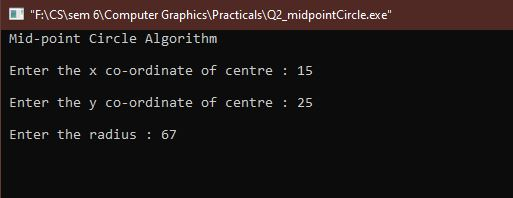 "F:\CS\sem 6\Computer Graphics\Practicals\Q2_midpointCircle.exe"
Mid-point Circle Algorithm
Enter the x co-ordinate of centre : 15
Enter the y co-ordinate of centre : 25
Enter the radius : 67